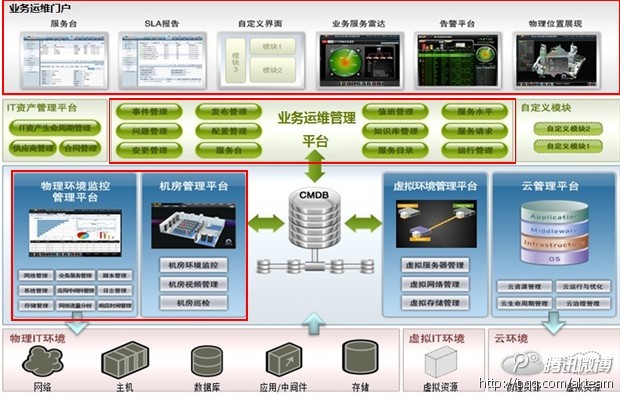 业务运维门户
服务台
SLA报告
自定义界面
业务服务雷达
告警平台
物理位置展现
模块3
模块1
模块2
IT资产管理平台
IT资产生命周期管理
供应商管理
合同管理
事件管理
发布管理
问题管理
配置管理
变更管理
服务台
业务运维管理
平台
值班管理
服务水平
知识库管理
服务请求
服务目录
运行管理
自定义模块
自定义模块2
自定义模块1
物理环境监控
管理平台
网络管理
业务服务管理
脚本管理
系统管理
应用中间件管理
日志管理
存储管理
网络流量分析
响应时间管理
机房管理平台
机房环境监控
机房视频管理
机房巡检
CMDB
虚拟环境管理平台
虚拟服务器管理
虚拟网络管理
虚拟存储管理
云管理平台
Application
Middleware
Infrastructure
OS
云资源管理
云运行与优化
云生命周期管理
云治理管理
物理IT环境
网络
主机
数据库
应用/中间件
存储
虚拟IT环境
虚拟资源
云环境
物理资源
虚拟资源
腾讯微博